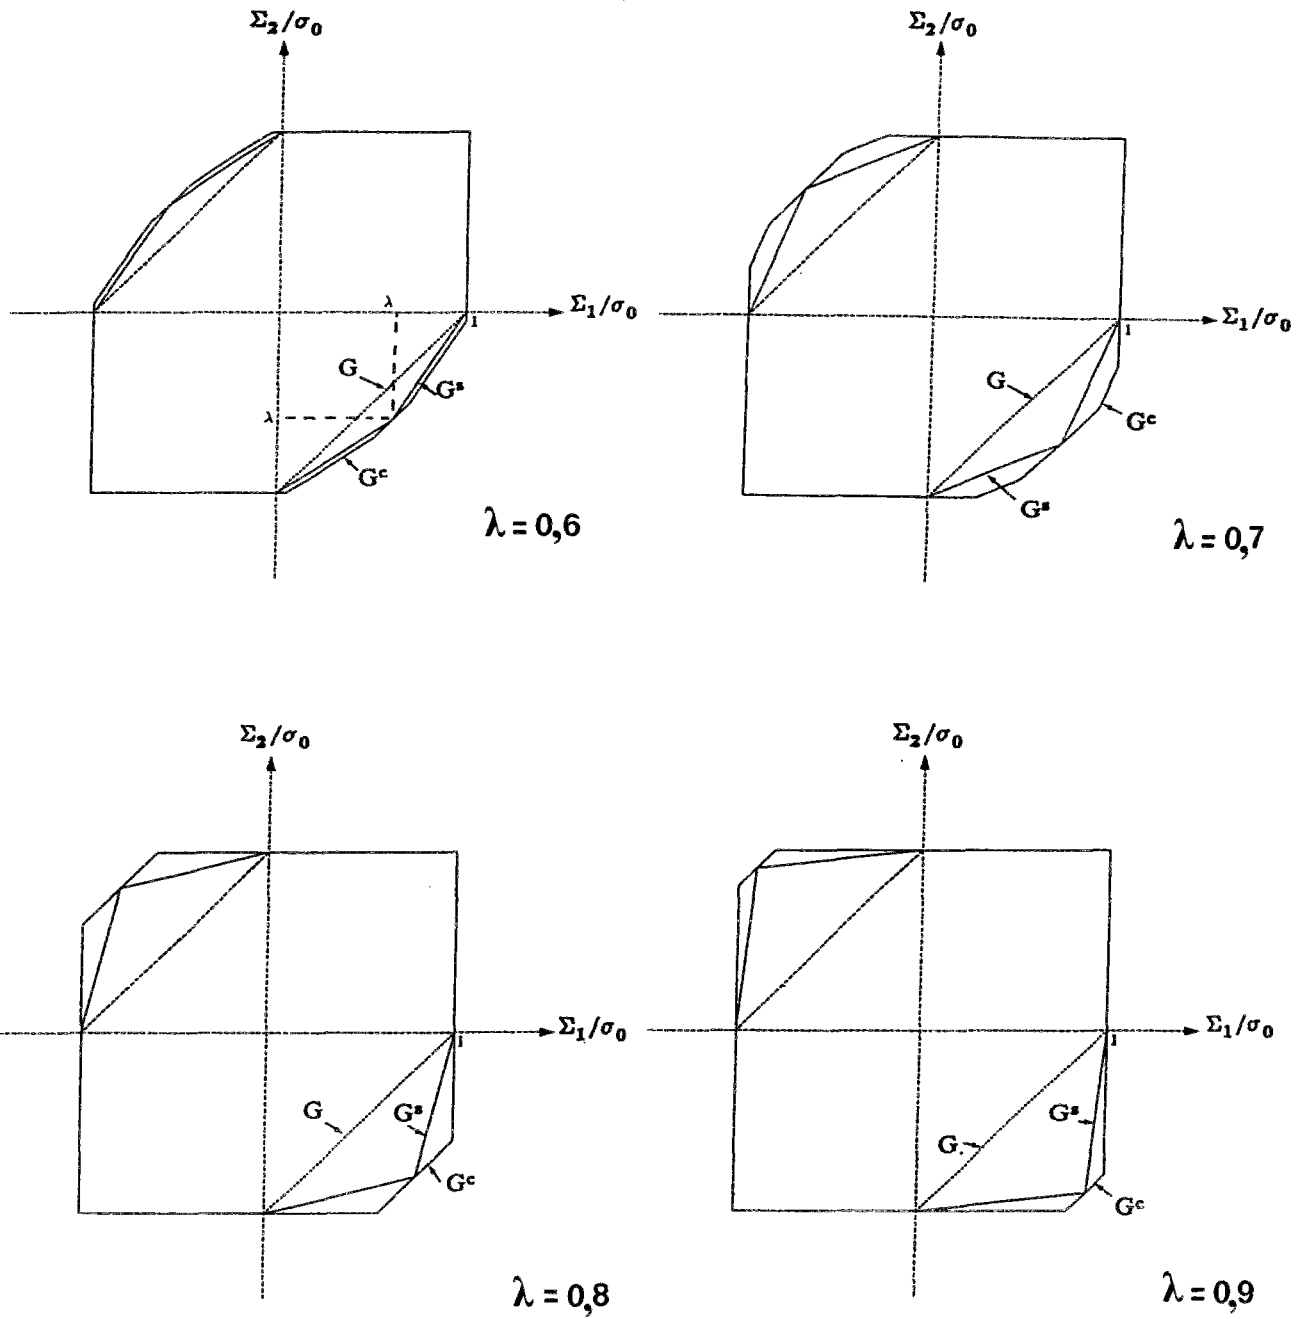 Σ₂/σ₀
Σ₂/σ₀
λ
Σ₁/σ₀
1
G
Gˢ
λ
Gᶜ
λ = 0,6
Σ₁/σ₀
1
G
Gᶜ
Gˢ
λ = 0,7
Σ₂/σ₀
Σ₂/σ₀
Σ₁/σ₀
1
G
Gˢ
Gᶜ
λ = 0,8
Σ₁/σ₀
1
Gˢ
G
Gᶜ
λ = 0,9